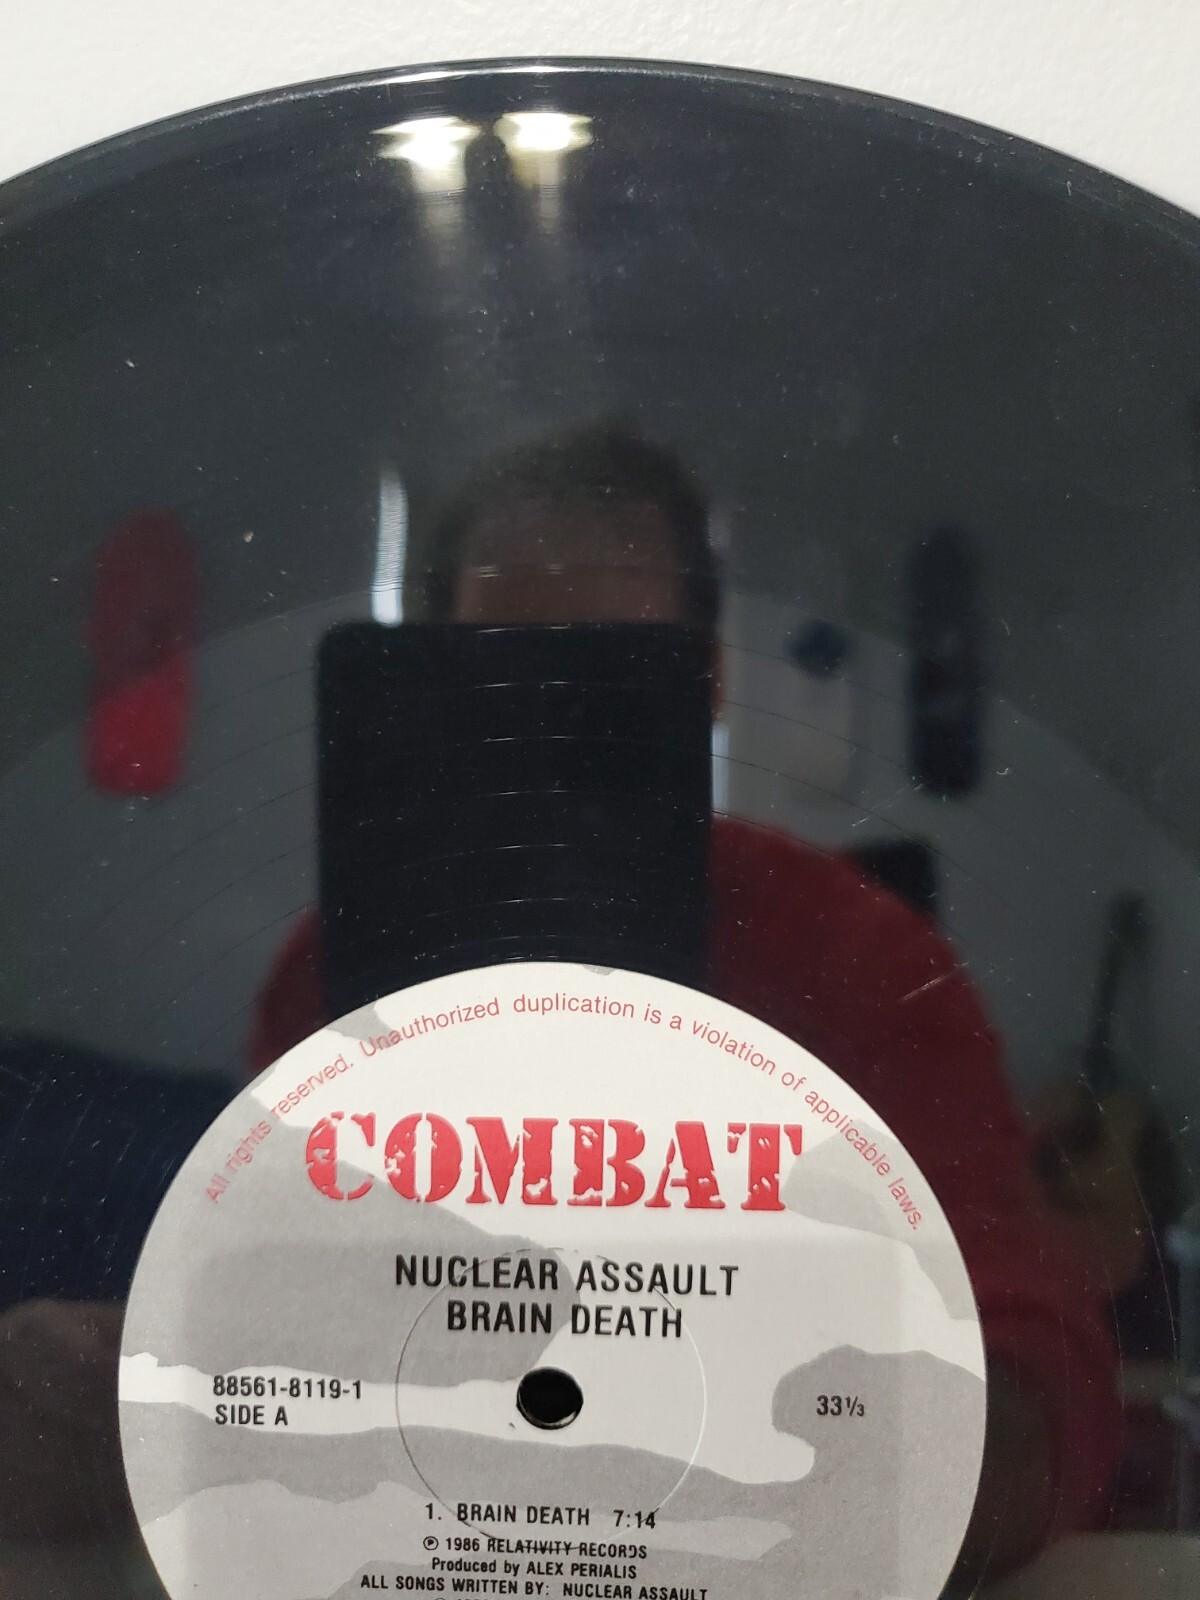 All rights reserved. Unauthorized duplication is a violation of applicable laws.
COMBAT
NUCLEAR ASSAULT
BRAIN DEATH
88561-8119-1
SIDE A
33⅓
1. BRAIN DEATH 7:14
℗ 1986 RELATIVITY RECORDS
Produced by ALEX PERIALIS
ALL SONGS WRITTEN BY: NUCLEAR ASSAULT